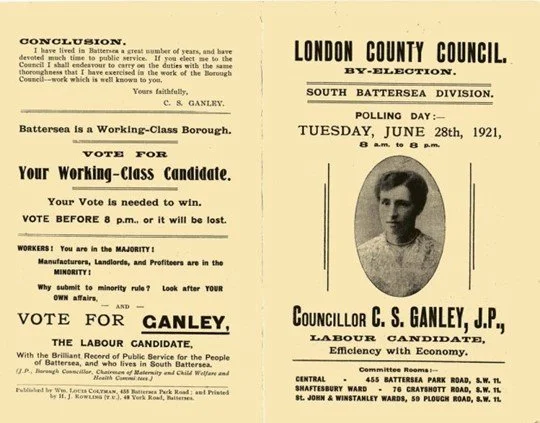 CONCLUSION.
I have lived in Battersea a great number of years, and have
devoted much time to public service. If you elect me to the
Council I shall endeavour to carry on the duties with the same
thoroughness that I have exercised in the work of the Borough
Council—work which is well known to you.
Yours faithfully,
C. S. GANLEY.
Battersea is a Working-Class Borough.
VOTE FOR
Your Working-Class Candidate.
Your Vote is needed to win.
VOTE BEFORE 8 p.m.. or it will be lost.
WORKERS! You are in the MAJORITY!
Manufacturers, Landlords, and Profiteers are in the
MINORITY!
Why submit to minority rule? Look after YOUR
OWN affairs,
— AND —
VOTE FOR GANLEY,
THE LABOUR CANDIDATE,
With the Brilliant Record of Public Service for the People
of Battersea, and who lives in South Battersea.
(J.P., Borough Councillor, Chairman of Maternity and Child Welfare and
Health Committees.)
Published by Wm. Louis Coltman, 455 Battersea Park Road; and Printed
by H. J. Rowling (T.U.), 48 York Road, Battersea.
LONDON COUNTY COUNCIL.
BY-ELECTION.
SOUTH BATTERSEA DIVISION.
POLLING DAY:—
TUESDAY, JUNE 28th, 1921,
8 a.m. to 8 p.m.
COUNCILLOR C. S. GANLEY, J.P.,
LABOUR CANDIDATE,
Efficiency with Economy.
Committee Rooms:—
CENTRAL - 455 BATTERSEA PARK ROAD, S.W. 11.
SHAFTESBURY WARD - 76 GRAYSHOTT ROAD, S.W. 11.
St. JOHN & WINSTANLEY WARDS, 59 PLOUGH ROAD, S.W. 11.